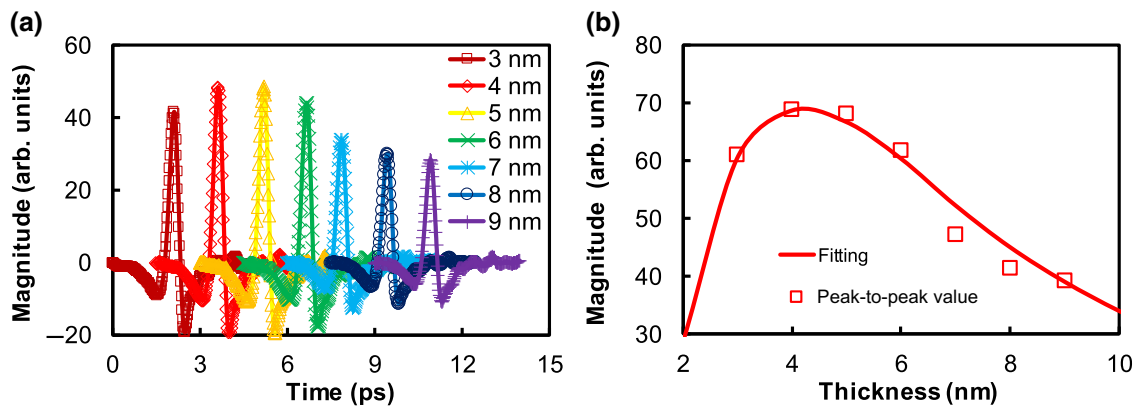 (a)
Magnitude (arb. units)
60
40
20
0
–20
0
3
6
9
12
15
Time (ps)
3 nm
4 nm
5 nm
6 nm
7 nm
8 nm
9 nm
(b)
Magnitude (arb. units)
80
70
60
50
40
30
2
4
6
8
10
Thickness (nm)
Fitting
Peak-to-peak value